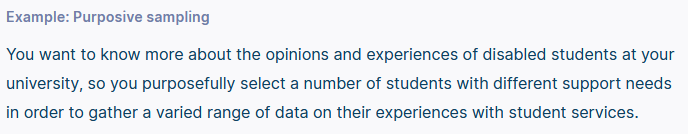 Example: Purposive sampling
You want to know more about the opinions and experiences of disabled students at your
university, so you purposefully select a number of students with different support needs
in order to gather a varied range of data on their experiences with student services.